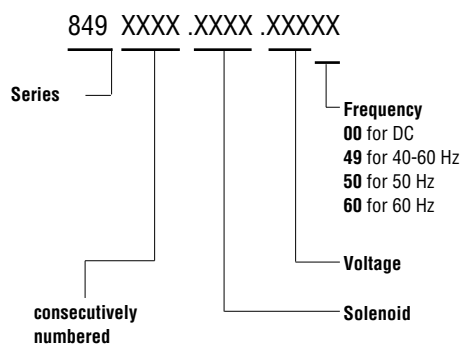 849 XXXX .XXXX .XXXXX
Series
Frequency
00 for DC
49 for 40-60 Hz
50 for 50 Hz
60 for 60 Hz
Voltage
consecutively
numbered
Solenoid